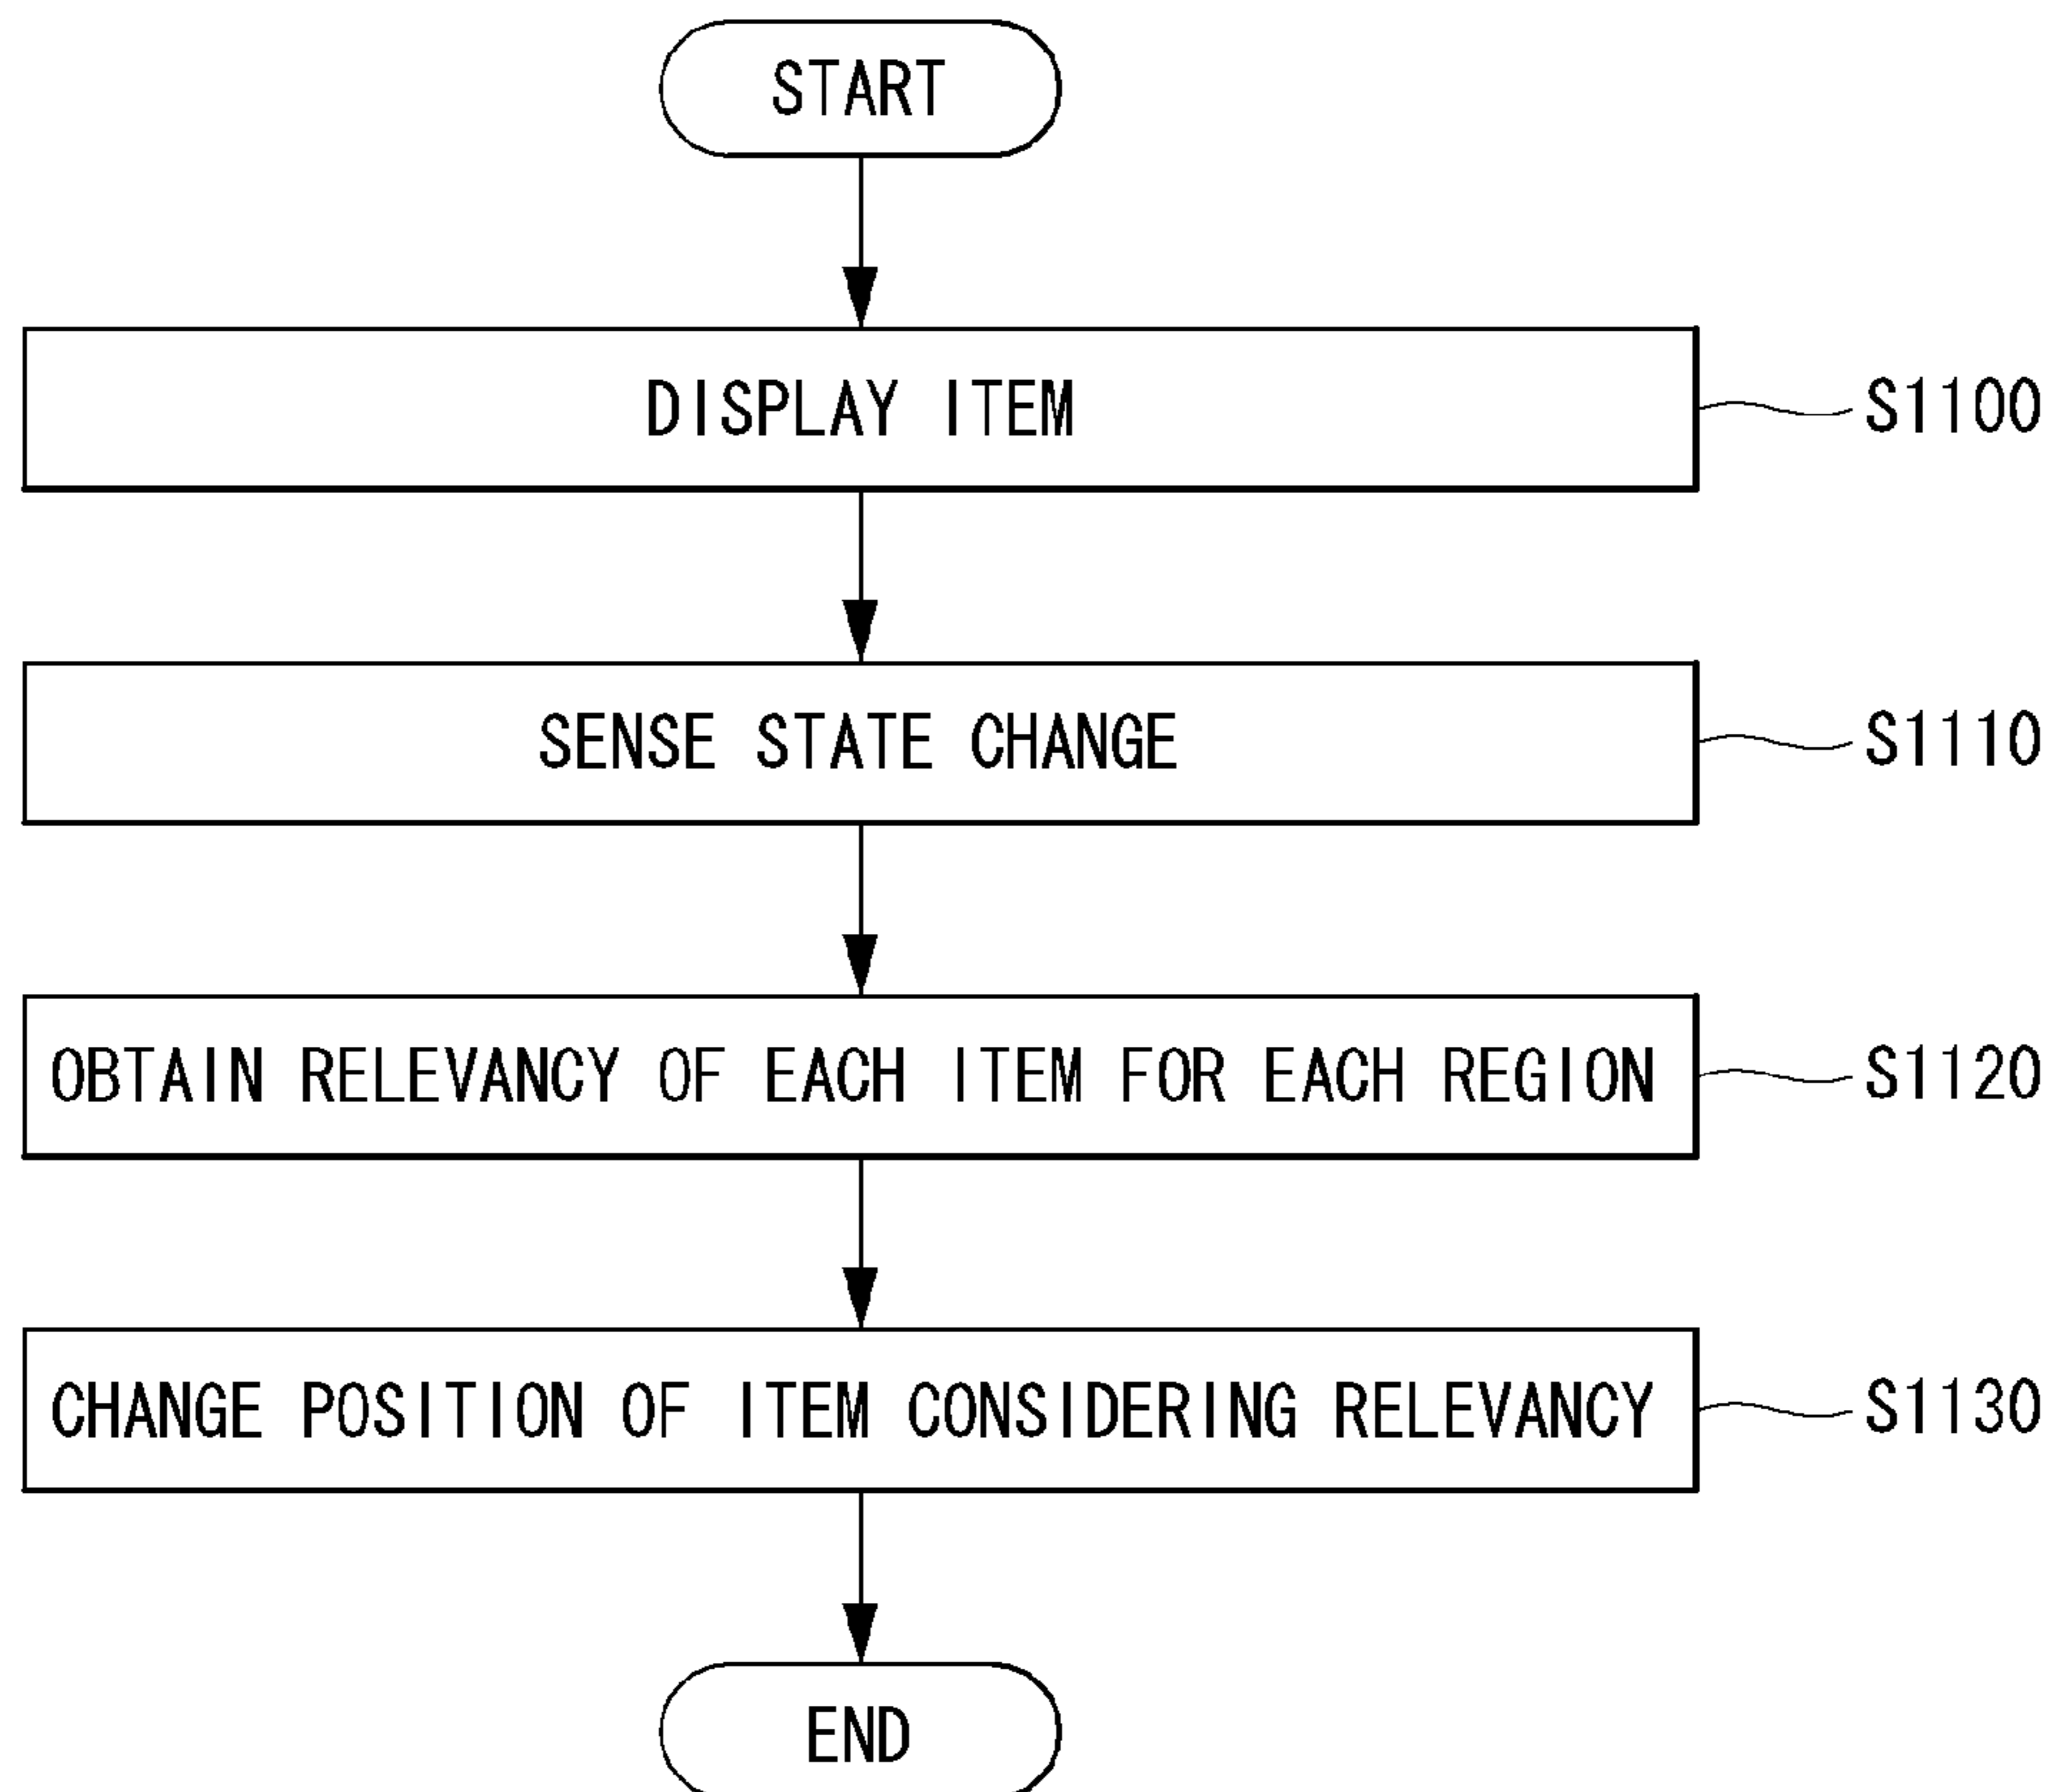 START
DISPLAY ITEM
S1100
SENSE STATE CHANGE
S1110
OBTAIN RELEVANCY OF EACH ITEM FOR EACH REGION
S1120
CHANGE POSITION OF ITEM CONSIDERING RELEVANCY
S1130
END